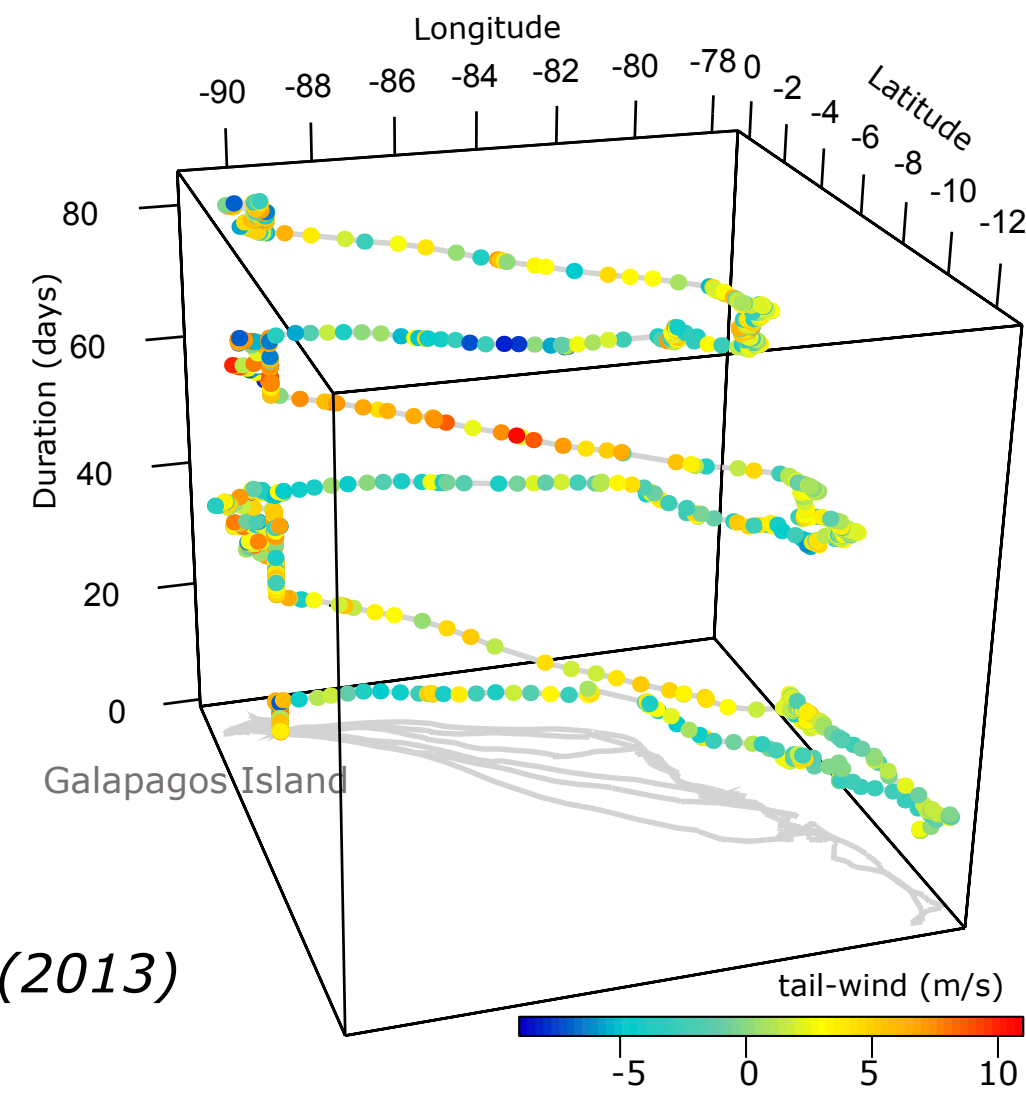 Longitude
-90 -88 -86 -84 -82 -80 -78
Latitude
0 -2 -4 -6 -8 -10 -12
Duration (days)
80
60
40
20
0
Galapagos Island
(2013)
tail-wind (m/s)
-5 0 5 10